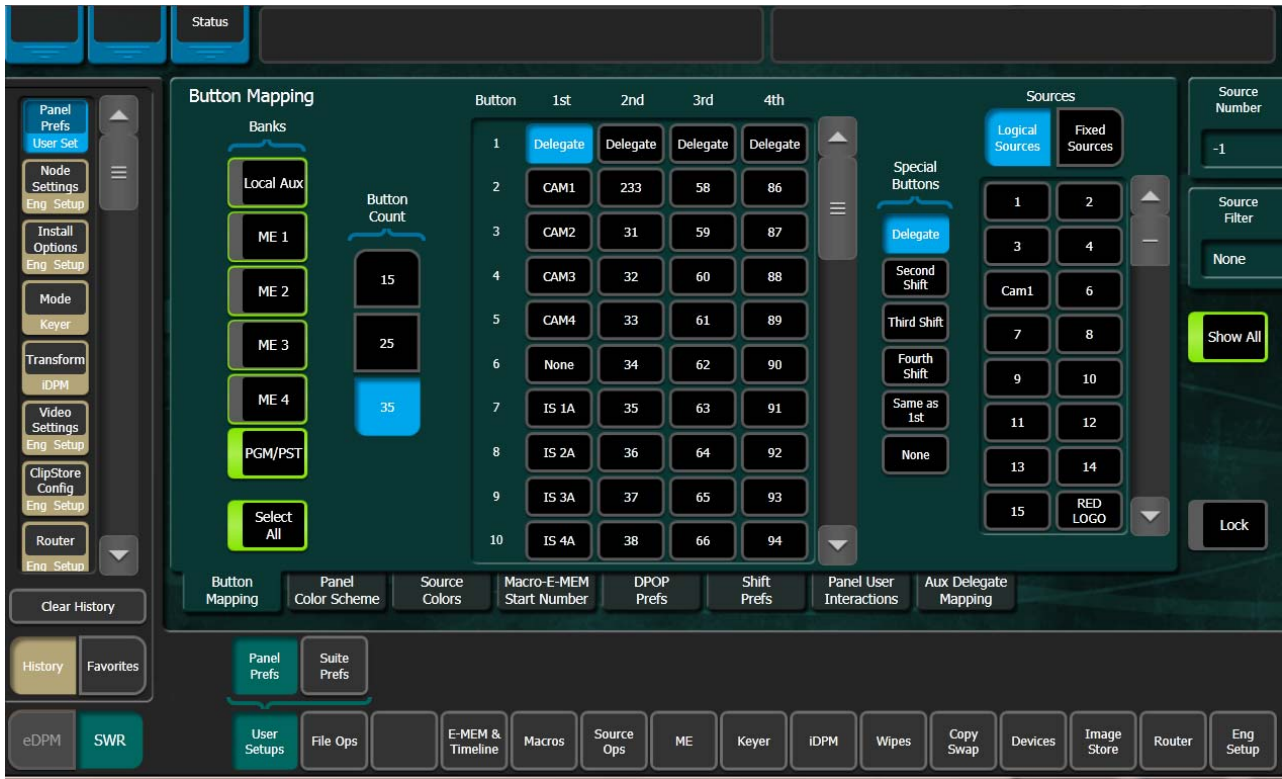 Status
Panel
Prefs
User Set
Node
Settings
Eng Setup
Install
Options
Eng Setup
Mode
Keyer
Transform
iDPM
Video
Settings
Eng Setup
ClipStore
Config
Eng Setup
Router
Eng Setup
Clear History
History
Favorites
eDPM
SWR
Button Mapping
Banks
Local Aux
ME 1
ME 2
ME 3
ME 4
PGM/PST
Select
All
Button
Count
15
25
35
Button 1st 2nd 3rd 4th
1 Delegate Delegate Delegate Delegate
2 CAM1 233 58 86
3 CAM2 31 59 87
4 CAM3 32 60 88
5 CAM4 33 61 89
6 None 34 62 90
7 IS 1A 35 63 91
8 IS 2A 36 64 92
9 IS 3A 37 65 93
10 IS 4A 38 66 94
Special
Buttons
Delegate
Second
Shift
Third Shift
Fourth
Shift
Same as
1st
None
Sources
Logical
Sources
Fixed
Sources
1 2
3 4
Cam1 6
7 8
9 10
11 12
13 14
15
RED
LOGO
Source
Number
-1
Source
Filter
None
Show All
Lock
Button
Mapping
Panel
Color Scheme
Source
Colors
Macro-E-MEM
Start Number
DPOP
Prefs
Shift
Prefs
Panel User
Interactions
Aux Delegate
Mapping
Panel
Prefs
Suite
Prefs
User
Setups
File Ops
E-MEM &
Timeline
Macros
Source
Ops
ME
Keyer
iDPM
Wipes
Copy
Swap
Devices
Image
Store
Router
Eng
Setup